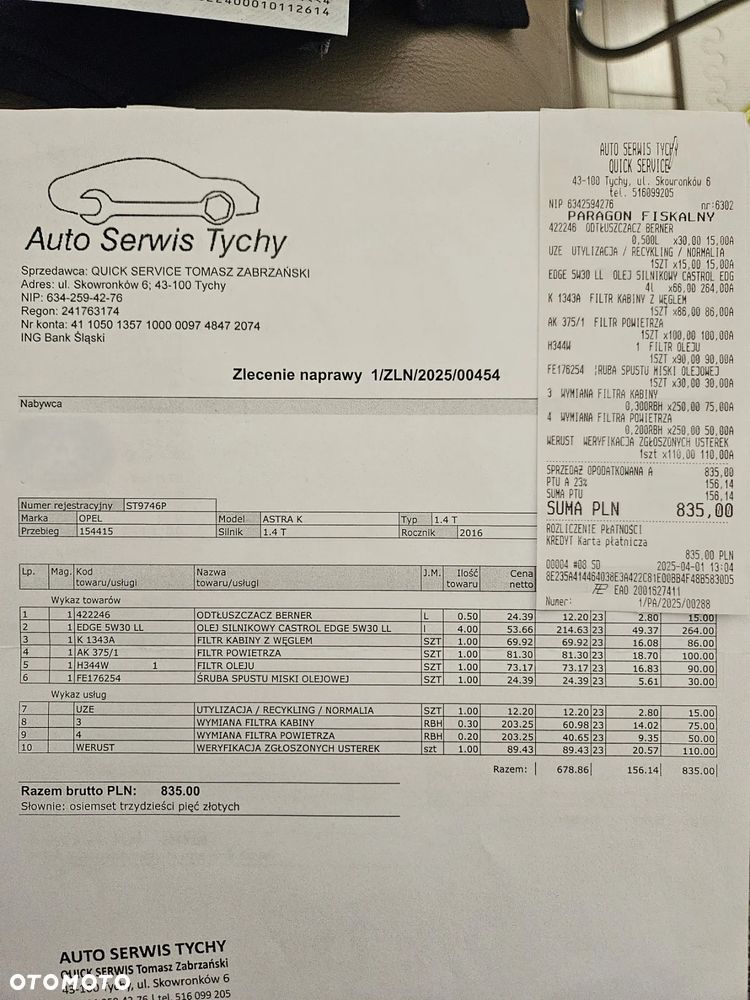 400010112614
Auto Serwis Tychy
Sprzedawca: QUICK SERVICE TOMASZ ZABRZAŃSKI
Adres: ul. Skowronków 6; 43-100 Tychy
NIP: 634-259-42-76
Regon: 241763174
Nr konta: 41 1050 1357 1000 0097 4847 2074
ING Bank Śląski
Zlecenie naprawy 1/ZLN/2025/00454
Nabywca
Numer rejestracyjny ST9746P
Marka OPEL Model ASTRA K Typ 1.4 T
Przebieg 154415 Silnik 1.4 T Rocznik 2016
Lp. Mag. Kod towaru/usługi Nazwa towaru/usługi J.M. Ilość towaru Cena netto
Wykaz towarów
1 1 422246 ODTŁUSZCZACZ BERNER L 0.50 24.39 12.20 23 2.80 15.00
2 1 EDGE 5W30 LL OLEJ SILNIKOWY CASTROL EDGE 5W30 LL l 4.00 53.66 214.63 23 49.37 264.00
3 1 K 1343A FILTR KABINY Z WĘGLEM SZT 1.00 69.92 69.92 23 16.08 86.00
4 1 AK 375/1 FILTR POWIETRZA SZT 1.00 81.30 81.30 23 18.70 100.00
5 1 H344W 1 FILTR OLEJU SZT 1.00 73.17 73.17 23 16.83 90.00
6 1 FE176254 ŚRUBA SPUSTU MISKI OLEJOWEJ SZT 1.00 24.39 24.39 23 5.61 30.00
Wykaz usług
7 UZE UTYLIZACJA / RECYKLING / NORMALIA SZT 1.00 12.20 12.20 23 2.80 15.00
8 3 WYMIANA FILTRA KABINY RBH 0.30 203.25 60.98 23 14.02 75.00
9 4 WYMIANA FILTRA POWIETRZA RBH 0.20 203.25 40.65 23 9.35 50.00
10 WERUST WERYFIKACJA ZGŁOSZONYCH USTEREK szt 1.00 89.43 89.43 23 20.57 110.00
Razem: 678.86 156.14 835.00
Razem brutto PLN: 835.00
Słownie: osiemset trzydzieści pięć złotych
AUTO SERWIS TYCHY
QUICK SERWIS Tomasz Zabrzański
43-100 Tychy, ul. Skowronków 6
tel. 516 099 205
OTOMOTO
AUTO SERWIS TYCHY
QUICK SERVICE
43-100 Tychy, ul. Skowronków 6
tel. 516099205
NIP 6342594276 nr:6302
PARAGON FISKALNY
422246 ODTŁUSZCZACZ BERNER
0,500L x30,00 15,00A
UZE UTYLIZACJA / RECYKLING / NORMALIA
1SZT x15,00 15,00A
EDGE 5W30 LL OLEJ SILNIKOWY CASTROL EDG
4l x66,00 264,00A
K 1343A FILTR KABINY Z WĘGLEM
1SZT x86,00 86,00A
AK 375/1 FILTR POWIETRZA
1SZT x100,00 100,00A
H344W 1 FILTR OLEJU
1SZT x90,00 90,00A
FE176254 ŚRUBA SPUSTU MISKI OLEJOWEJ
1SZT x30,00 30,00A
3 WYMIANA FILTRA KABINY
0,300RBH x250,00 75,00A
4 WYMIANA FILTRA POWIETRZA
0,200RBH x250,00 50,00A
WERUST WERYFIKACJA ZGŁOSZONYCH USTEREK
1szt x110,00 110,00A
SPRZEDAŻ OPODATKOWANA A 835,00
PTU A 23% 156,14
SUMA PTU 156,14
SUMA PLN 835,00
ROZLICZENIE PŁATNOŚCI
KREDYT Karta płatnicza
835,00 PLN
00004 #08 SD 2025-04-01 13:04
EAO 2001627411
Numer: 1/PA/2025/00288